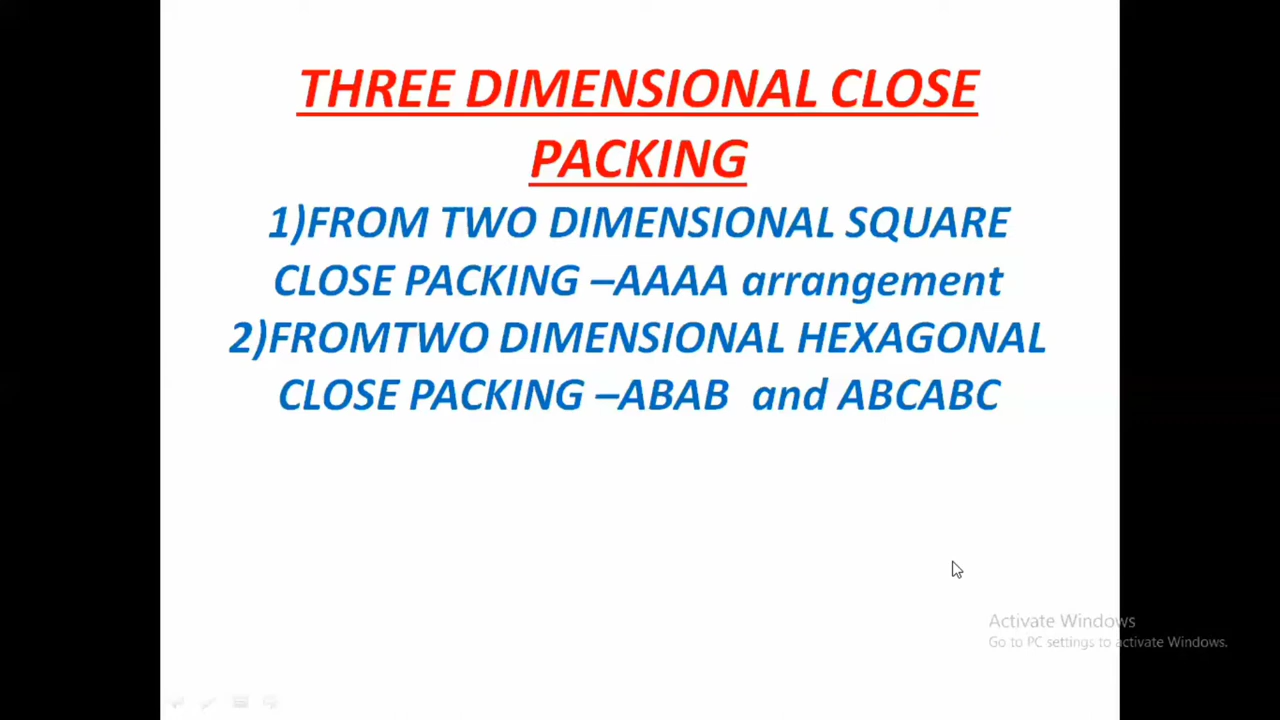 THREE DIMENSIONAL CLOSE
PACKING
1)FROM TWO DIMENSIONAL SQUARE
CLOSE PACKING –AAAA arrangement
2)FROMTWO DIMENSIONAL HEXAGONAL
CLOSE PACKING –ABAB and ABCABC
Activate Windows
Go to PC settings to activate Windows.